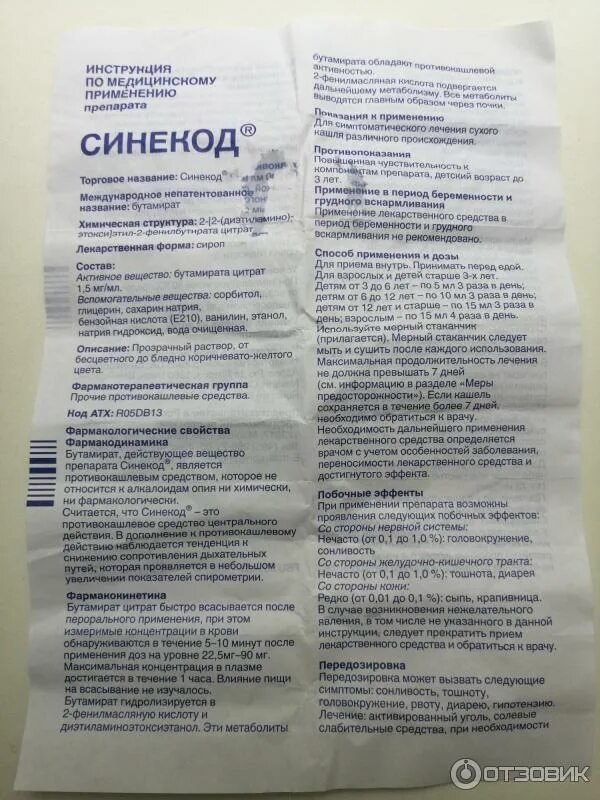 ИНСТРУКЦИЯ
ПО МЕДИЦИНСКОМУ
ПРИМЕНЕНИЮ
препарата
СИНЕКОД®
Торговое название: Синекод®
Международное непатентованное
название: бутамират
Химическая структура: 2-[2-(диэтиламино)-
этокси]этил-2-фенилбутирата цитрат
Лекарственная форма: сироп
Состав:
Активное вещество: бутамирата цитрат
1,5 мг/мл.
Вспомогательные вещества: сорбитол,
глицерин, сахарин натрия,
бензойная кислота (Е210), ванилин, этанол,
натрия гидроксид, вода очищенная.
Описание: Прозрачный раствор, от
бесцветного до бледно коричневато-желтого
цвета.
Фармакотерапевтическая группа
Прочие противокашлевые средства.
Код ATX: R05DB13
Фармакологические свойства
Фармакодинамика
Бутамират, действующее вещество
препарата Синекод®, является
противокашлевым средством, которое не
относится к алкалоидам опия ни химически,
ни фармакологически.
Считается, что Синекод® – это
противокашлевое средство центрального
действия. В дополнение к противокашлевому
действию наблюдается тенденция к
снижению сопротивления дыхательных
путей, которая проявляется в небольшом
увеличении показателей спирометрии.
Фармакокинетика
Бутамират цитрат быстро всасывается после
перорального применения, при этом
измеримые концентрации в крови
обнаруживаются в течение 5–10 минут после
применения доз на уровне 22,5мг–90 мг.
Максимальная концентрация в плазме
достигается в течение 1 часа. Влияние пищи
на всасывание не изучалось.
Бутамират гидролизируется в
2-фенилмасляную кислоту и
диэтиламиноэтоксиэтанол. Эти метаболиты
бутамирата обладают противокашлевой
активностью.
2-фенилмасляная кислота подвергается
дальнейшему метаболизму. Все метаболиты
выводятся главным образом через почки.
Показания к применению
Для симптоматического лечения сухого
кашля различного происхождения.
Противопоказания
Повышенная чувствительность к
компонентам препарата, детский возраст до
3 лет.
Применение в период беременности и
грудного вскармливания
Применение лекарственного средства в
период беременности и грудного
вскармливания не рекомендовано.
Способ применения и дозы
Для приема внутрь. Принимать перед едой.
Для взрослых и детей старше 3-х лет.
Детям от 3 до 6 лет – по 5 мл 3 раза в день;
Детям от 6 до 12 лет – по 10 мл 3 раза в день;
детям от 12 лет и старше – по 15 мл 3 раза в
день; взрослым – по 15 мл 4 раза в день.
Используйте мерный стаканчик
(прилагается). Мерный стаканчик следует
мыть и сушить после каждого использования.
Максимальная продолжительность лечения
не должна превышать 7 дней
(см. информацию в разделе «Меры
предосторожности»). Если кашель
сохраняется в течение более 7 дней,
необходимо обратиться к врачу.
Необходимость дальнейшего применения
лекарственного средства определяется
врачом с учетом особенностей заболевания,
переносимости лекарственного средства и
достигнутого эффекта.
Побочные эффекты
При применении препарата возможны
проявления следующих побочных эффектов:
Со стороны нервной системы:
Нечасто (от 0,1 до 1,0 %): головокружение,
сонливость
Со стороны желудочно-кишечного тракта:
Нечасто (от 0,1 до 1,0 %): тошнота, диарея
Со стороны кожи:
Редко (от 0,01 до 0,1 %): сыпь, крапивница.
В случае возникновения нежелательного
явления, в том числе не указанного в данной
инструкции, следует прекратить прием
лекарственного средства и обратиться к врачу.
Передозировка
Передозировка может вызвать следующие
симптомы: сонливость, тошноту,
головокружение, рвоту, диарею, гипотензию.
Лечение: активированный уголь, солевые
слабительные средства, при необходимости
ОТЗОВИК